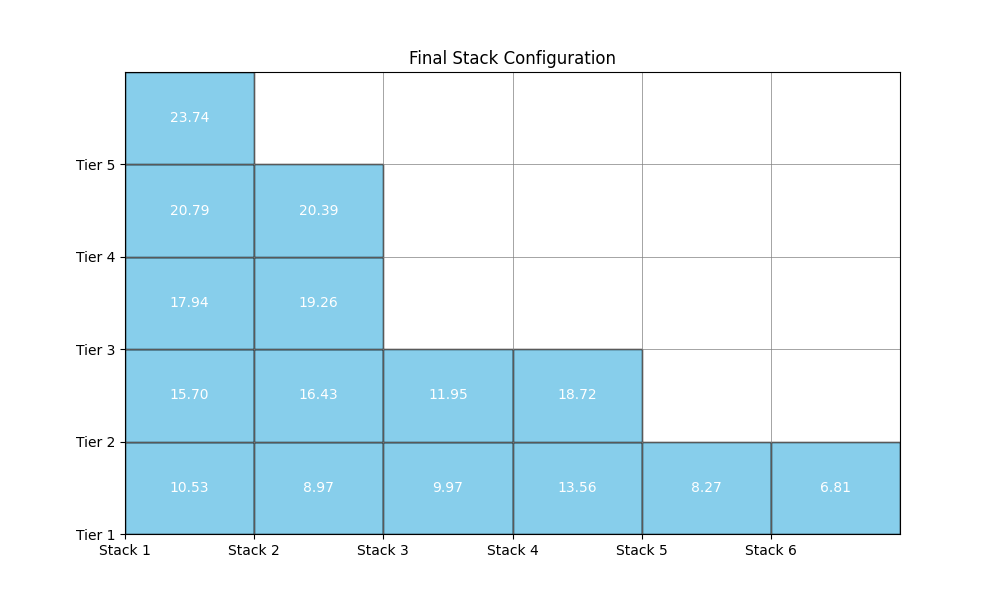 Final Stack Configuration
23.74
Tier 5
20.79 20.39
Tier 4
17.94 19.26
Tier 3
15.70 16.43 11.95 18.72
Tier 2
10.53 8.97 9.97 13.56 8.27 6.81
Tier 1
Stack 1 Stack 2 Stack 3 Stack 4 Stack 5 Stack 6